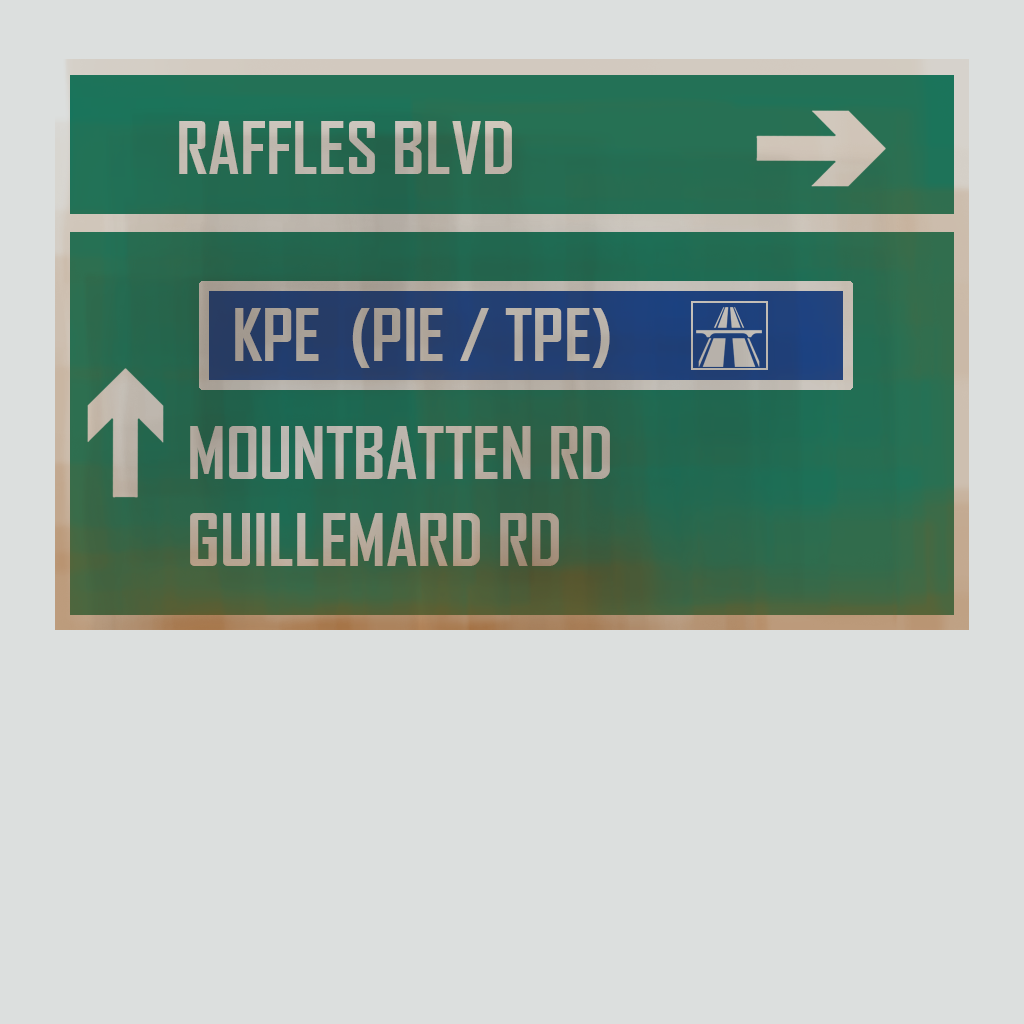 RAFFLES BLVD
KPE (PIE / TPE)
MOUNTBATTEN RD
GUILLEMARD RD